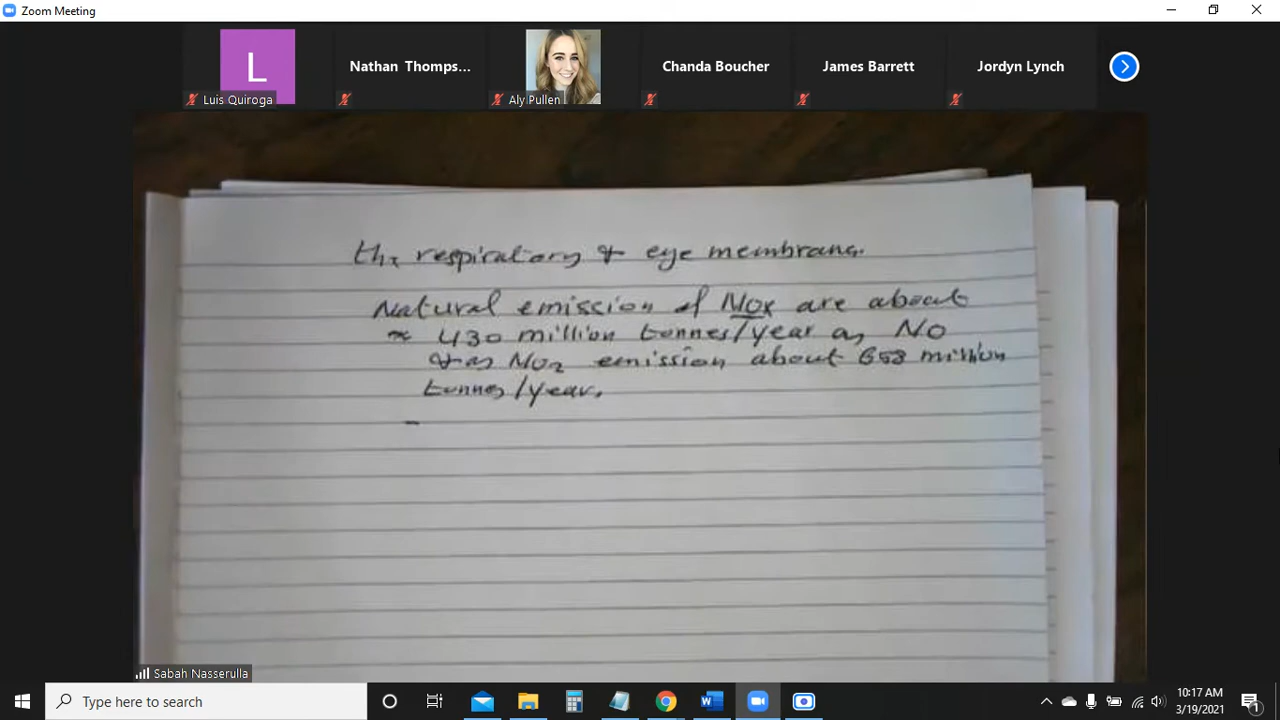 Zoom Meeting
L
Luis Quiroga
Nathan Thomps...
Aly Pullen
Chanda Boucher
James Barrett
Jordyn Lynch
the respiratory & eye membrane.
Natural emission of NOx are about
≈ 430 million tonnes/year as NO
& as NO2 emission about 658 million
tonnes/year.
-
Sabah Nasserulla
Type here to search
10:17 AM
3/19/2021
1